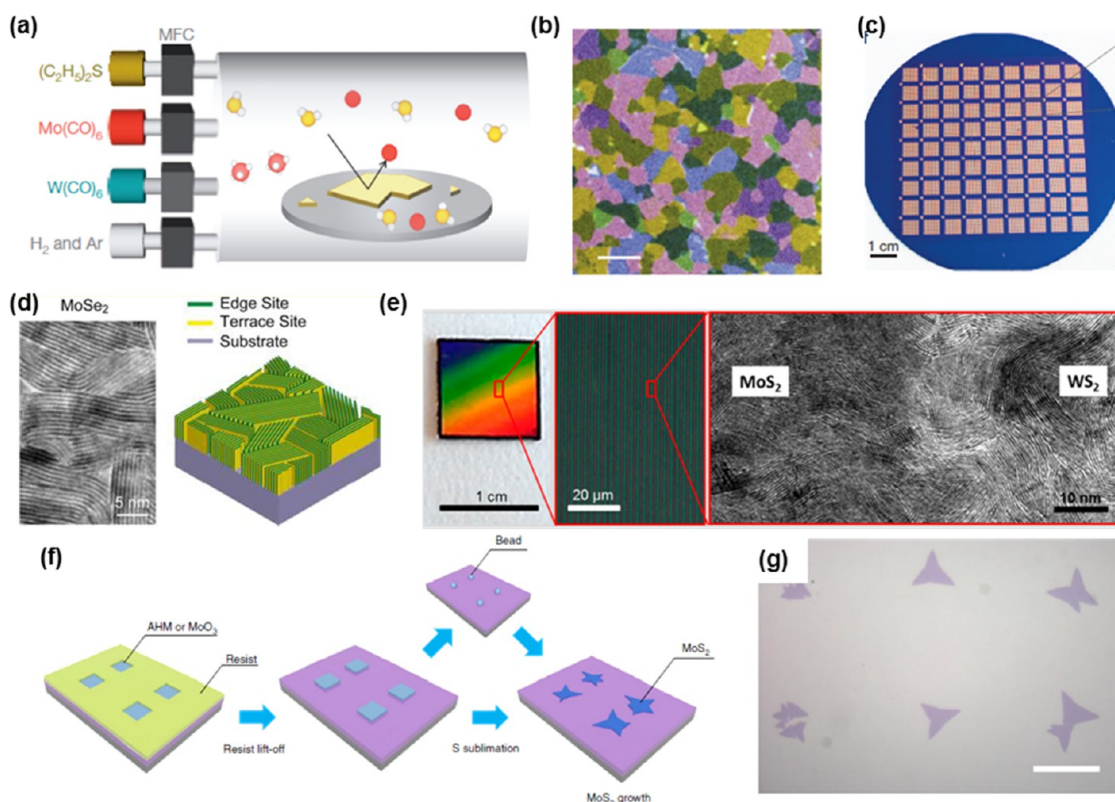 (a)
MFC
(C₂H₅)₂S
Mo(CO)₆
W(CO)₆
H₂ and Ar
(b)
(c)
1 cm
(d)
MoSe₂
5 nm
Edge Site
Terrace Site
Substrate
(e)
1 cm
20 µm
MoS₂
WS₂
10 nm
(f)
AHM or MoO₃
Resist
Resist lift-off
Bead
S sublimation
MoS₂
MoS₂ growth
(g)